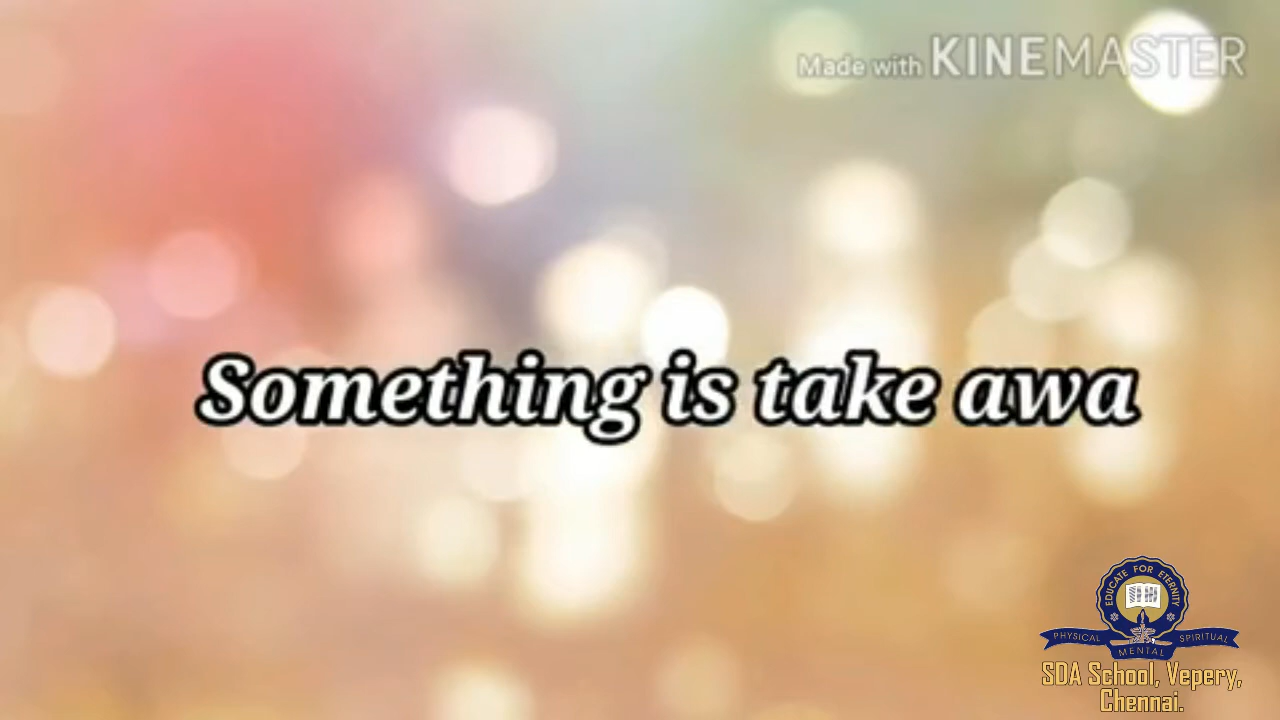 Made with KINEMASTER
Something is take awa
EDUCATE FOR ETERNITY
PHYSICAL MENTAL SPIRITUAL
SDA School, Vepery,
Chennai.